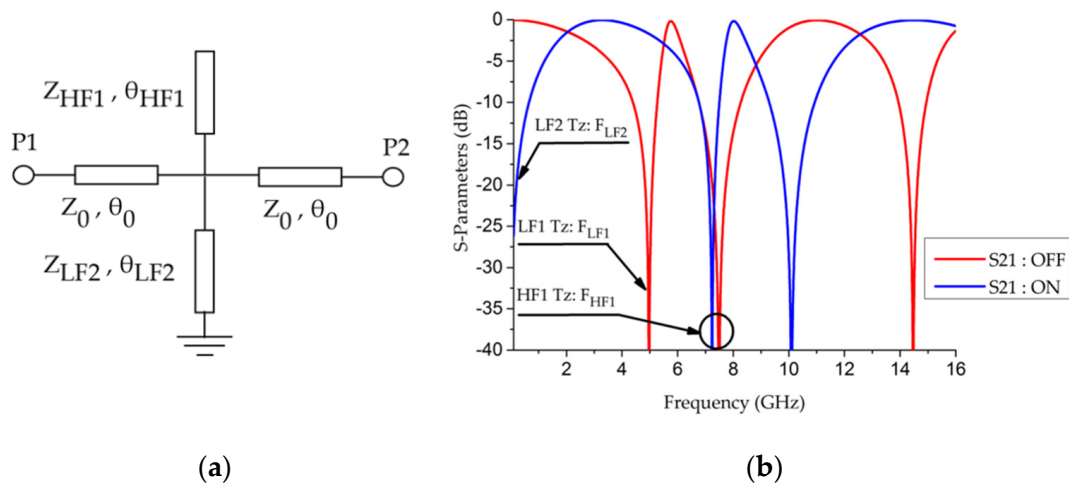 Z_HF1 , θ_HF1
P1
P2
Z_0 , θ_0
Z_0 , θ_0
Z_LF2 , θ_LF2
(a)
S-Parameters (dB)
0
-5
-10
-15
-20
-25
-30
-35
-40
LF2 Tz: F_LF2
LF1 Tz: F_LF1
HF1 Tz: F_HF1
2
4
6
8
10
12
14
16
Frequency (GHz)
S21 : OFF
S21 : ON
(b)